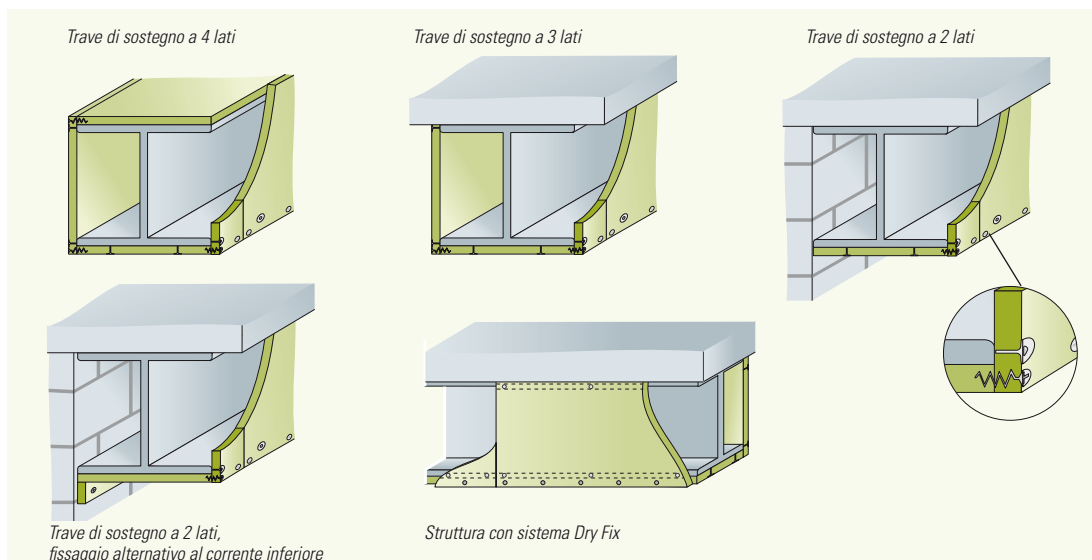 Trave di sostegno a 4 lati
Trave di sostegno a 3 lati
Trave di sostegno a 2 lati
Trave di sostegno a 2 lati,
fissaggio alternativo al corrente inferiore
Struttura con sistema Dry Fix